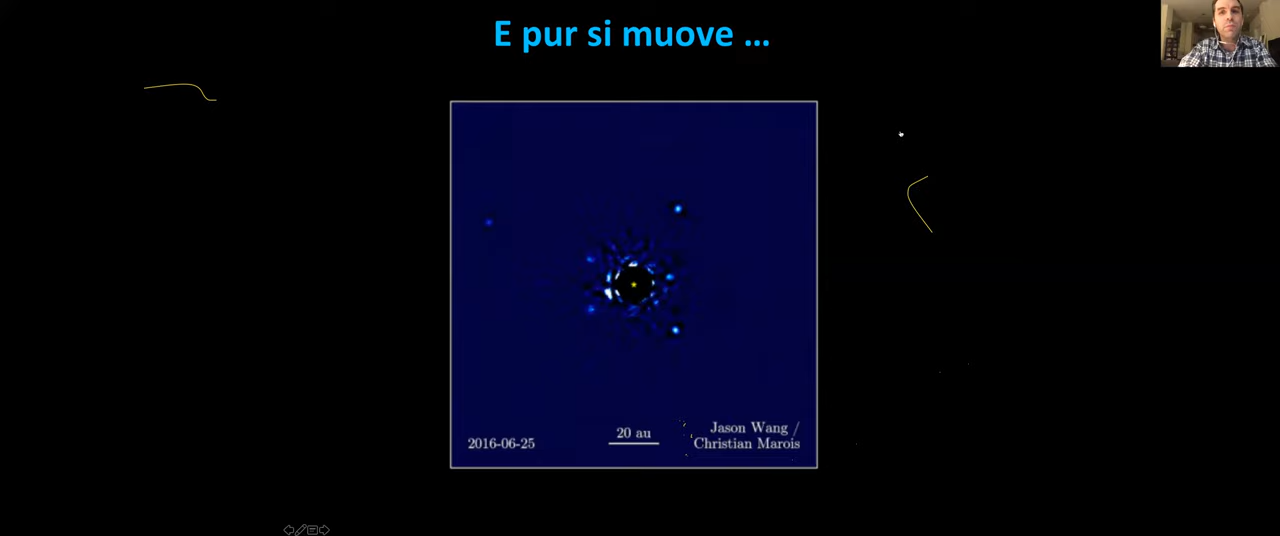 E pur si muove ...
2016-06-25
20 au
Jason Wang /
Christian Marois